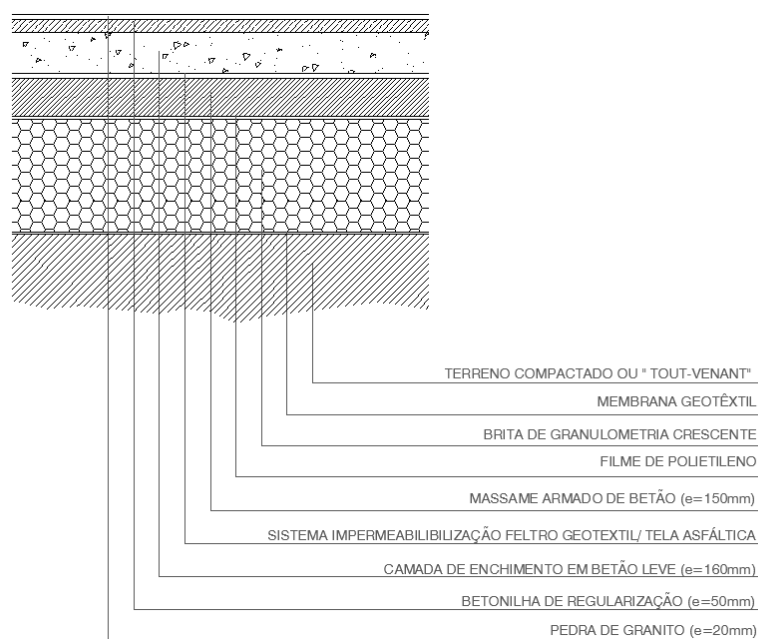 TERRENO COMPACTADO OU " TOUT-VENANT"
MEMBRANA GEOTÊXTIL
BRITA DE GRANULOMETRIA CRESCENTE
FILME DE POLIETILENO
MASSAME ARMADO DE BETÃO (e=150mm)
SISTEMA IMPERMEABILIBILIZAÇÃO FELTRO GEOTEXTIL/ TELA ASFÁLTICA
CAMADA DE ENCHIMENTO EM BETÃO LEVE (e=160mm)
BETONILHA DE REGULARIZAÇÃO (e=50mm)
PEDRA DE GRANITO (e=20mm)